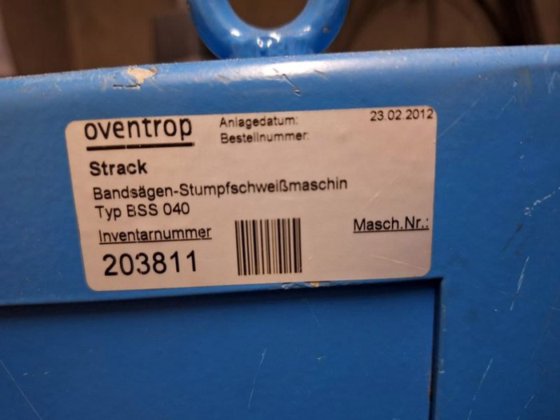 oventrop
Anlagedatum: 23.02.2012
Bestellnummer:
Strack
Bandsägen-Stumpfschweißmaschin
Typ BSS 040
Inventarnummer
Masch.Nr.:
203811